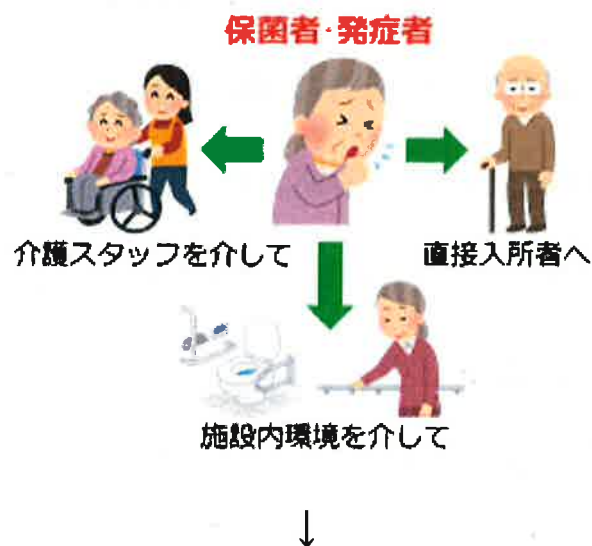 保菌者・発症者
介護スタッフを介して
直接入所者へ
施設内環境を介して
↓